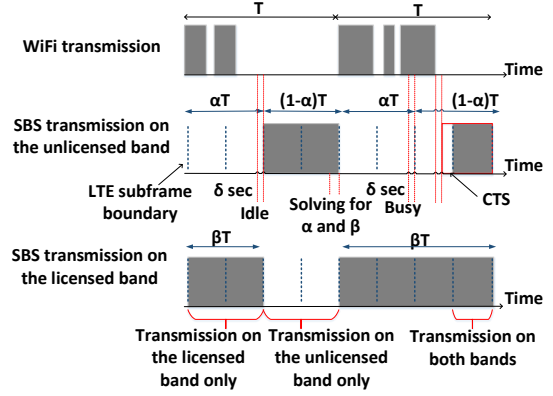 T
T
WiFi transmission
Time
αT
(1-α)T
αT
(1-α)T
SBS transmission on
the unlicensed band
Time
LTE subframe
boundary
δ sec
Idle
Solving for
α and β
δ sec
Busy
CTS
βT
βT
SBS transmission on
the licensed band
Time
Transmission on
the licensed
band only
Transmission on
the unlicensed
band only
Transmission on
both bands